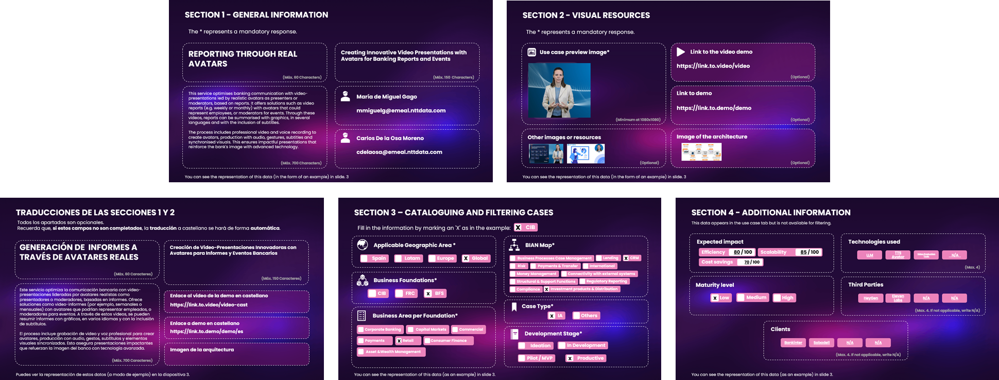 SECTION 1 - GENERAL INFORMATION
The * represents a mandatory response.
REPORTING THROUGH REAL
AVATARS
(Máx. 60 Characters)
Creating Innovative Video Presentations with
Avatars for Banking Reports and Events
(Máx. 150 Characters)
This service optimises banking communication with video-
presentations led by realistic avatars as presenters or
moderators, based on reports. It offers solutions such as video
reports (e.g. weekly or monthly) with avatars that could
represent employees, or moderators for events. Through these
videos, reports can be summarised with graphics, in several
languages and with the inclusion of subtitles.
The process includes professional video and voice recording to
create avatars, production with audio, gestures, subtitles and
synchronised visuals. This ensures impactful presentations that
reinforce the bank's image with advanced technology.
(Máx. 700 Characters)
María de Miguel Gago
mmiguelg@emeal.nttdata.com
Carlos De la Osa Moreno
cdelaosa@emeal.nttdata.com
You can see the representation of this data (in the form of an example) in slide. 3
SECTION 2 - VISUAL RESOURCES
The * represents a mandatory response.
Use case preview image*
(Minimum at 1080x1080)
Link to the video demo
https://link.to.video/video
(Optional)
Link to demo
https://link.to.demo/demo
(Optional)
Other images or resources
(Optional)
Image of the architecture
(Optional)
You can see the representation of this data (in the form of an example) in slide. 3
TRADUCCIONES DE LAS SECCIONES 1 Y 2
Todos los apartados son opcionales.
Recuerda que, si estos campos no son completados, la traducción a castellano se hará de forma automática.
GENERACIÓN DE INFORMES A
TRAVÉS DE AVATARES REALES
(Máx. 60 Caracteres)
Creación de Video-Presentaciones Innovadoras con
Avatares para Informes y Eventos Bancarios
(Máx. 150 Caracteres)
Este servicio optimiza la comunicación bancaria con video-
presentaciones lideradas por avatares realistas como
presentadores o moderadores, basadas en informes. Ofrece
soluciones como video-informes (por ejemplo, semanales o
mensuales) con avatares que podrían representar empleados, o
moderadores para eventos. A través de estos videos, se pueden
resumir informes con gráficos, en varios idiomas y con la inclusión
de subtítulos.
El proceso incluye grabación de video y voz profesional para crear
avatares, producción con audio, gestos, subtítulos y elementos
visuales sincronizados. Esto asegura presentaciones impactantes
que refuerzan la imagen del banco con tecnología avanzada.
(Máx. 700 Caracteres)
Enlace al video de la demo en castellano
https://link.to.video/video-cast
Enlace a demo en castellano
https://link.to.demo/demo/es
Imagen de la arquitectura
Puedes ver la representación de estos datos (a modo de ejemplo) en la diapositiva 3.
SECTION 3 – CATALOGUING AND FILTERING CASES
Fill in the information by marking an 'X' as in the example: X CIB
Applicable Geographic Area *
Spain Latam Europe X Global
Business Foundations*
CIB FRC X BFS
Business Area per Foundation*
Corporate Banking Capital Markets Commercial
Payments X Retail Consumer Finance
Asset &Wealth Management
BIAN Map*
Business Processes Case Management Lending X CRM
Risk Payments & Transfer International
Money Management Connectivity with external systems
Structural & Support Functions Regulatory Reporting
Compliance X Investment products & Distribution
Case Type*
X IA Others
Development Stage*
Ideation In Development
Pilot / MVP X Productive
You can see the representation of this data (as an example) in slide 3.
SECTION 4 - ADDITIONAL INFORMATION
This data appears in the use case tab but is not available for filtering.
Expected impact
Efficiency 80 / 100 Scalability 85 / 100
Cost savings 70 / 100
Maturity level
X Low Medium High
Technologies used
LLM TTS Avatar Video Production Tools N/A
(Max. 4)
Third Parties
HeyGen Eleven Labs N/A N/A
(Max. 4. If not applicable, write N/A)
Clients
Bankinter Sabadell N/A N/A
(Max. 4. If not applicable, write N/A)
You can see the representation of this data (as an example) in slide 3.